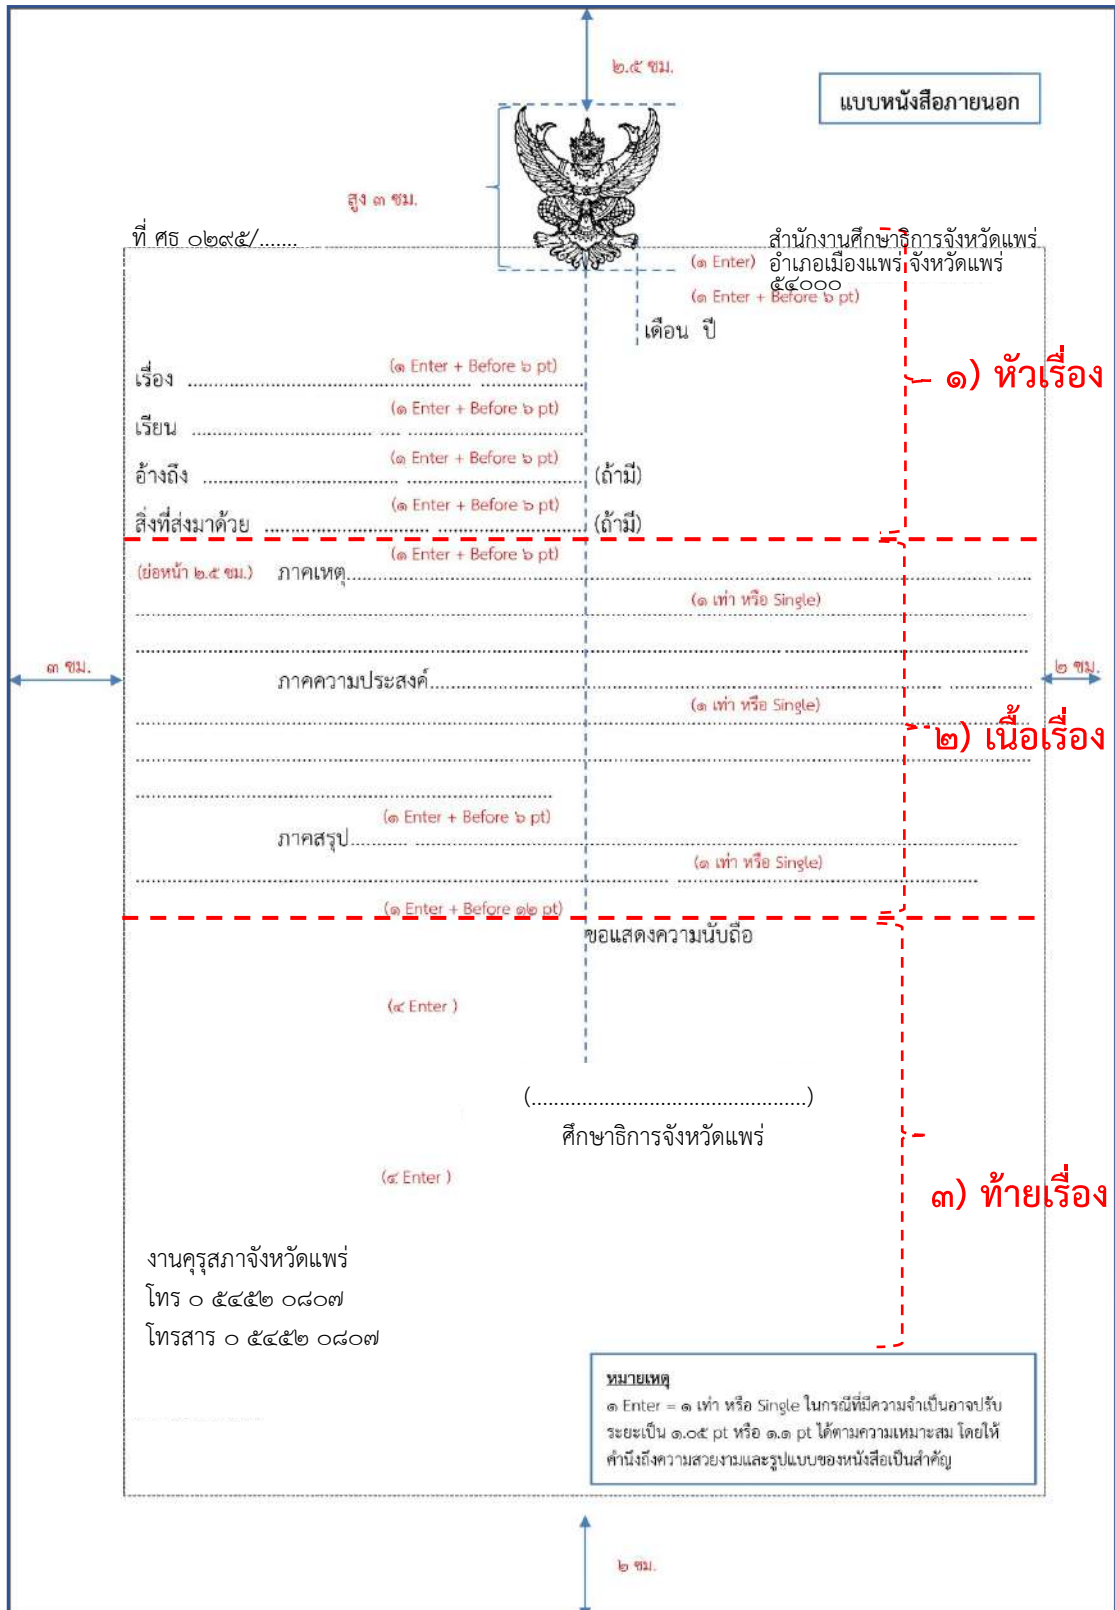 ๒.๕ ซม.
แบบหนังสือภายนอก
สูง ๓ ซม.
ที่ ศธ ๐๒๙๕/.......
สำนักงานศึกษาธิการจังหวัดแพร่
(๑ Enter) อำเภอเมืองแพร่ จังหวัดแพร่
๕๔๐๐๐
(๑ Enter + Before ๖ pt)
เดือน ปี
(๑ Enter + Before ๖ pt)
เรื่อง ....................................................
๑) หัวเรื่อง
(๑ Enter + Before ๖ pt)
เรียน ....................................................
(๑ Enter + Before ๖ pt)
อ้างถึง .................................................... (ถ้ามี)
(๑ Enter + Before ๖ pt)
สิ่งที่ส่งมาด้วย .................................................... (ถ้ามี)
(๑ Enter + Before ๖ pt)
(ย่อหน้า ๒.๕ ซม.) ภาคเหตุ....................................................
(๑ เท่า หรือ Single)
๓ ซม.
๒ ซม.
ภาคความประสงค์....................................................
(๑ เท่า หรือ Single)
๒) เนื้อเรื่อง
(๑ Enter + Before ๖ pt)
ภาคสรุป....................................................
(๑ เท่า หรือ Single)
(๑ Enter + Before ๑๒ pt)
ขอแสดงความนับถือ
(๔ Enter )
(.................................................)
ศึกษาธิการจังหวัดแพร่
(๔ Enter )
๓) ท้ายเรื่อง
งานคุรุสภาจังหวัดแพร่
โทร ๐ ๕๔๕๒ ๐๘๐๗
โทรสาร ๐ ๕๔๕๒ ๐๘๐๗
หมายเหตุ
๑ Enter = ๑ เท่า หรือ Single ในกรณีที่มีความจำเป็นอาจปรับ
ระยะเป็น ๑.๐๕ pt หรือ ๑.๑ pt ได้ตามความเหมาะสม โดยให้
คำนึงถึงความสวยงามและรูปแบบของหนังสือเป็นสำคัญ
๒ ซม.